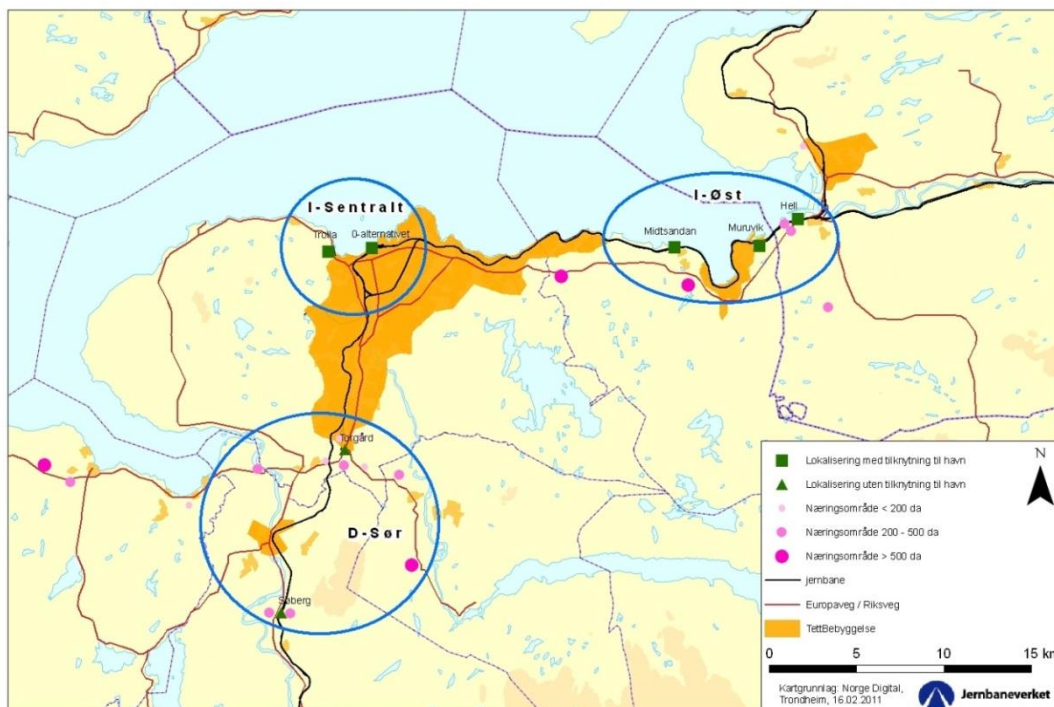 I-Øst
Hell
I-Sentralt
Trolla
0-alternativet
Midtsandan
Muruvik
Torgård
D-Sør
Søberg
N
Lokalisering med tilknytning til havn
Lokalisering uten tilknytning til havn
Næringsområde < 200 da
Næringsområde 200 - 500 da
Næringsområde > 500 da
jernbane
Europaveg / Riksveg
TettBebyggelse
0 5 10 15 km
Kartgrunnlag: Norge Digital,
Trondheim, 16.02.2011
Jernbaneverket